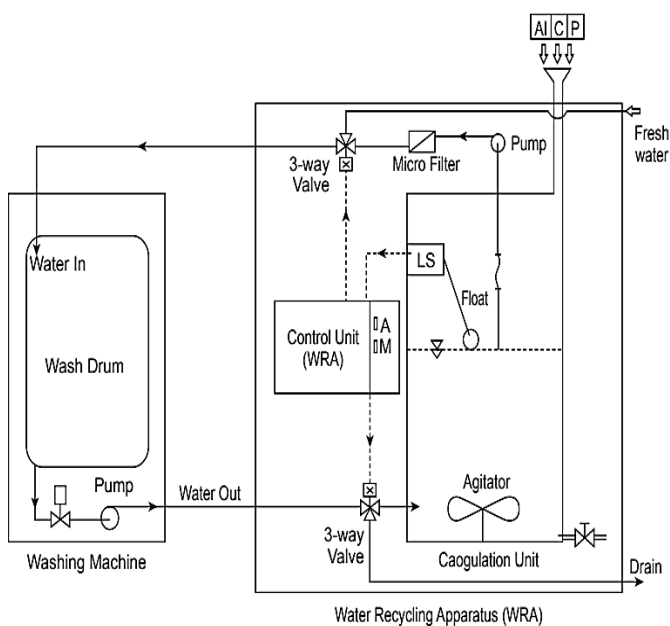 Al C P
Fresh
water
Pump
Micro Filter
3-way
Valve
Water In
LS
Float
Control Unit
(WRA)
A
M
Wash Drum
Agitator
Pump
Water Out
3-way
Valve
Caogulation Unit
Drain
Washing Machine
Water Recycling Apparatus (WRA)